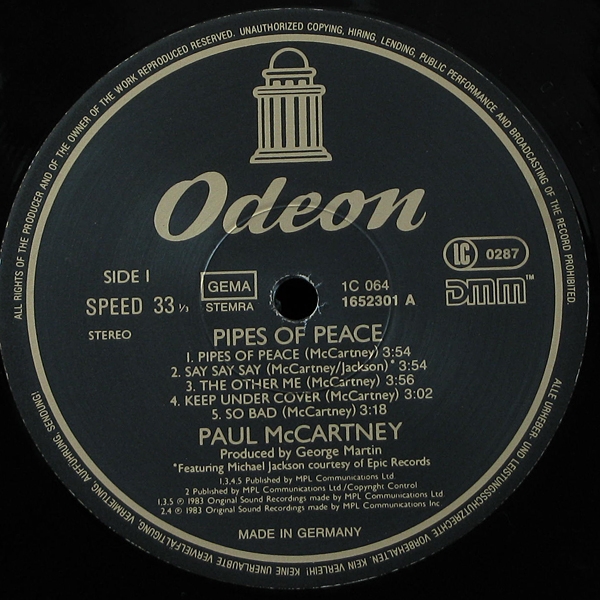 ALL RIGHTS OF THE PRODUCER AND OF THE OWNER OF THE WORK REPRODUCED RESERVED. UNAUTHORIZED COPYING, HIRING, LENDING, PUBLIC PERFORMANCE AND BROADCASTING OF THE RECORD PROHIBITED.
Odeon
LC 0287
SIDE 1
GEMA
1C 064
DMM™
SPEED 33 1/3
STEMRA
1652301 A
STEREO
PIPES OF PEACE
1. PIPES OF PEACE (McCartney) 3:54
2. SAY SAY SAY (McCartney/Jackson)* 3:54
3. THE OTHER ME (McCartney) 3:56
4. KEEP UNDER COVER (McCartney) 3:02
5. SO BAD (McCartney) 3:18
PAUL McCARTNEY
Produced by George Martin
*Featuring Michael Jackson courtesy of Epic Records
1,3,4,5 Published by MPL Communications Ltd
2 Published by MPL Communications Ltd/Copyright Control
1,3,5 ℗ 1983 Original Sound Recordings made by MPL Communications Ltd
2,4 ℗ 1983 Original Sound Recordings made by MPL Communications Inc
MADE IN GERMANY
ALLE URHEBER- UND LEISTUNGSSCHUTZRECHTE VORBEHALTEN. KEIN VERLEIH! KEINE UNERLAUBTE VERVIELFÄLTIGUNG, VERMIETUNG, AUFFÜHRUNG, SENDUNG!